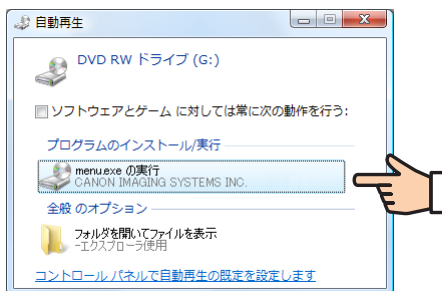 自動再生
DVD RW ドライブ (G:)
ソフトウェアとゲーム に対しては常に次の動作を行う:
プログラムのインストール/実行
menu.exe の実行
CANON IMAGING SYSTEMS INC.
全般 のオプション
フォルダを開いてファイルを表示
-エクスプローラ使用
コントロール パネルで自動再生の既定を設定します